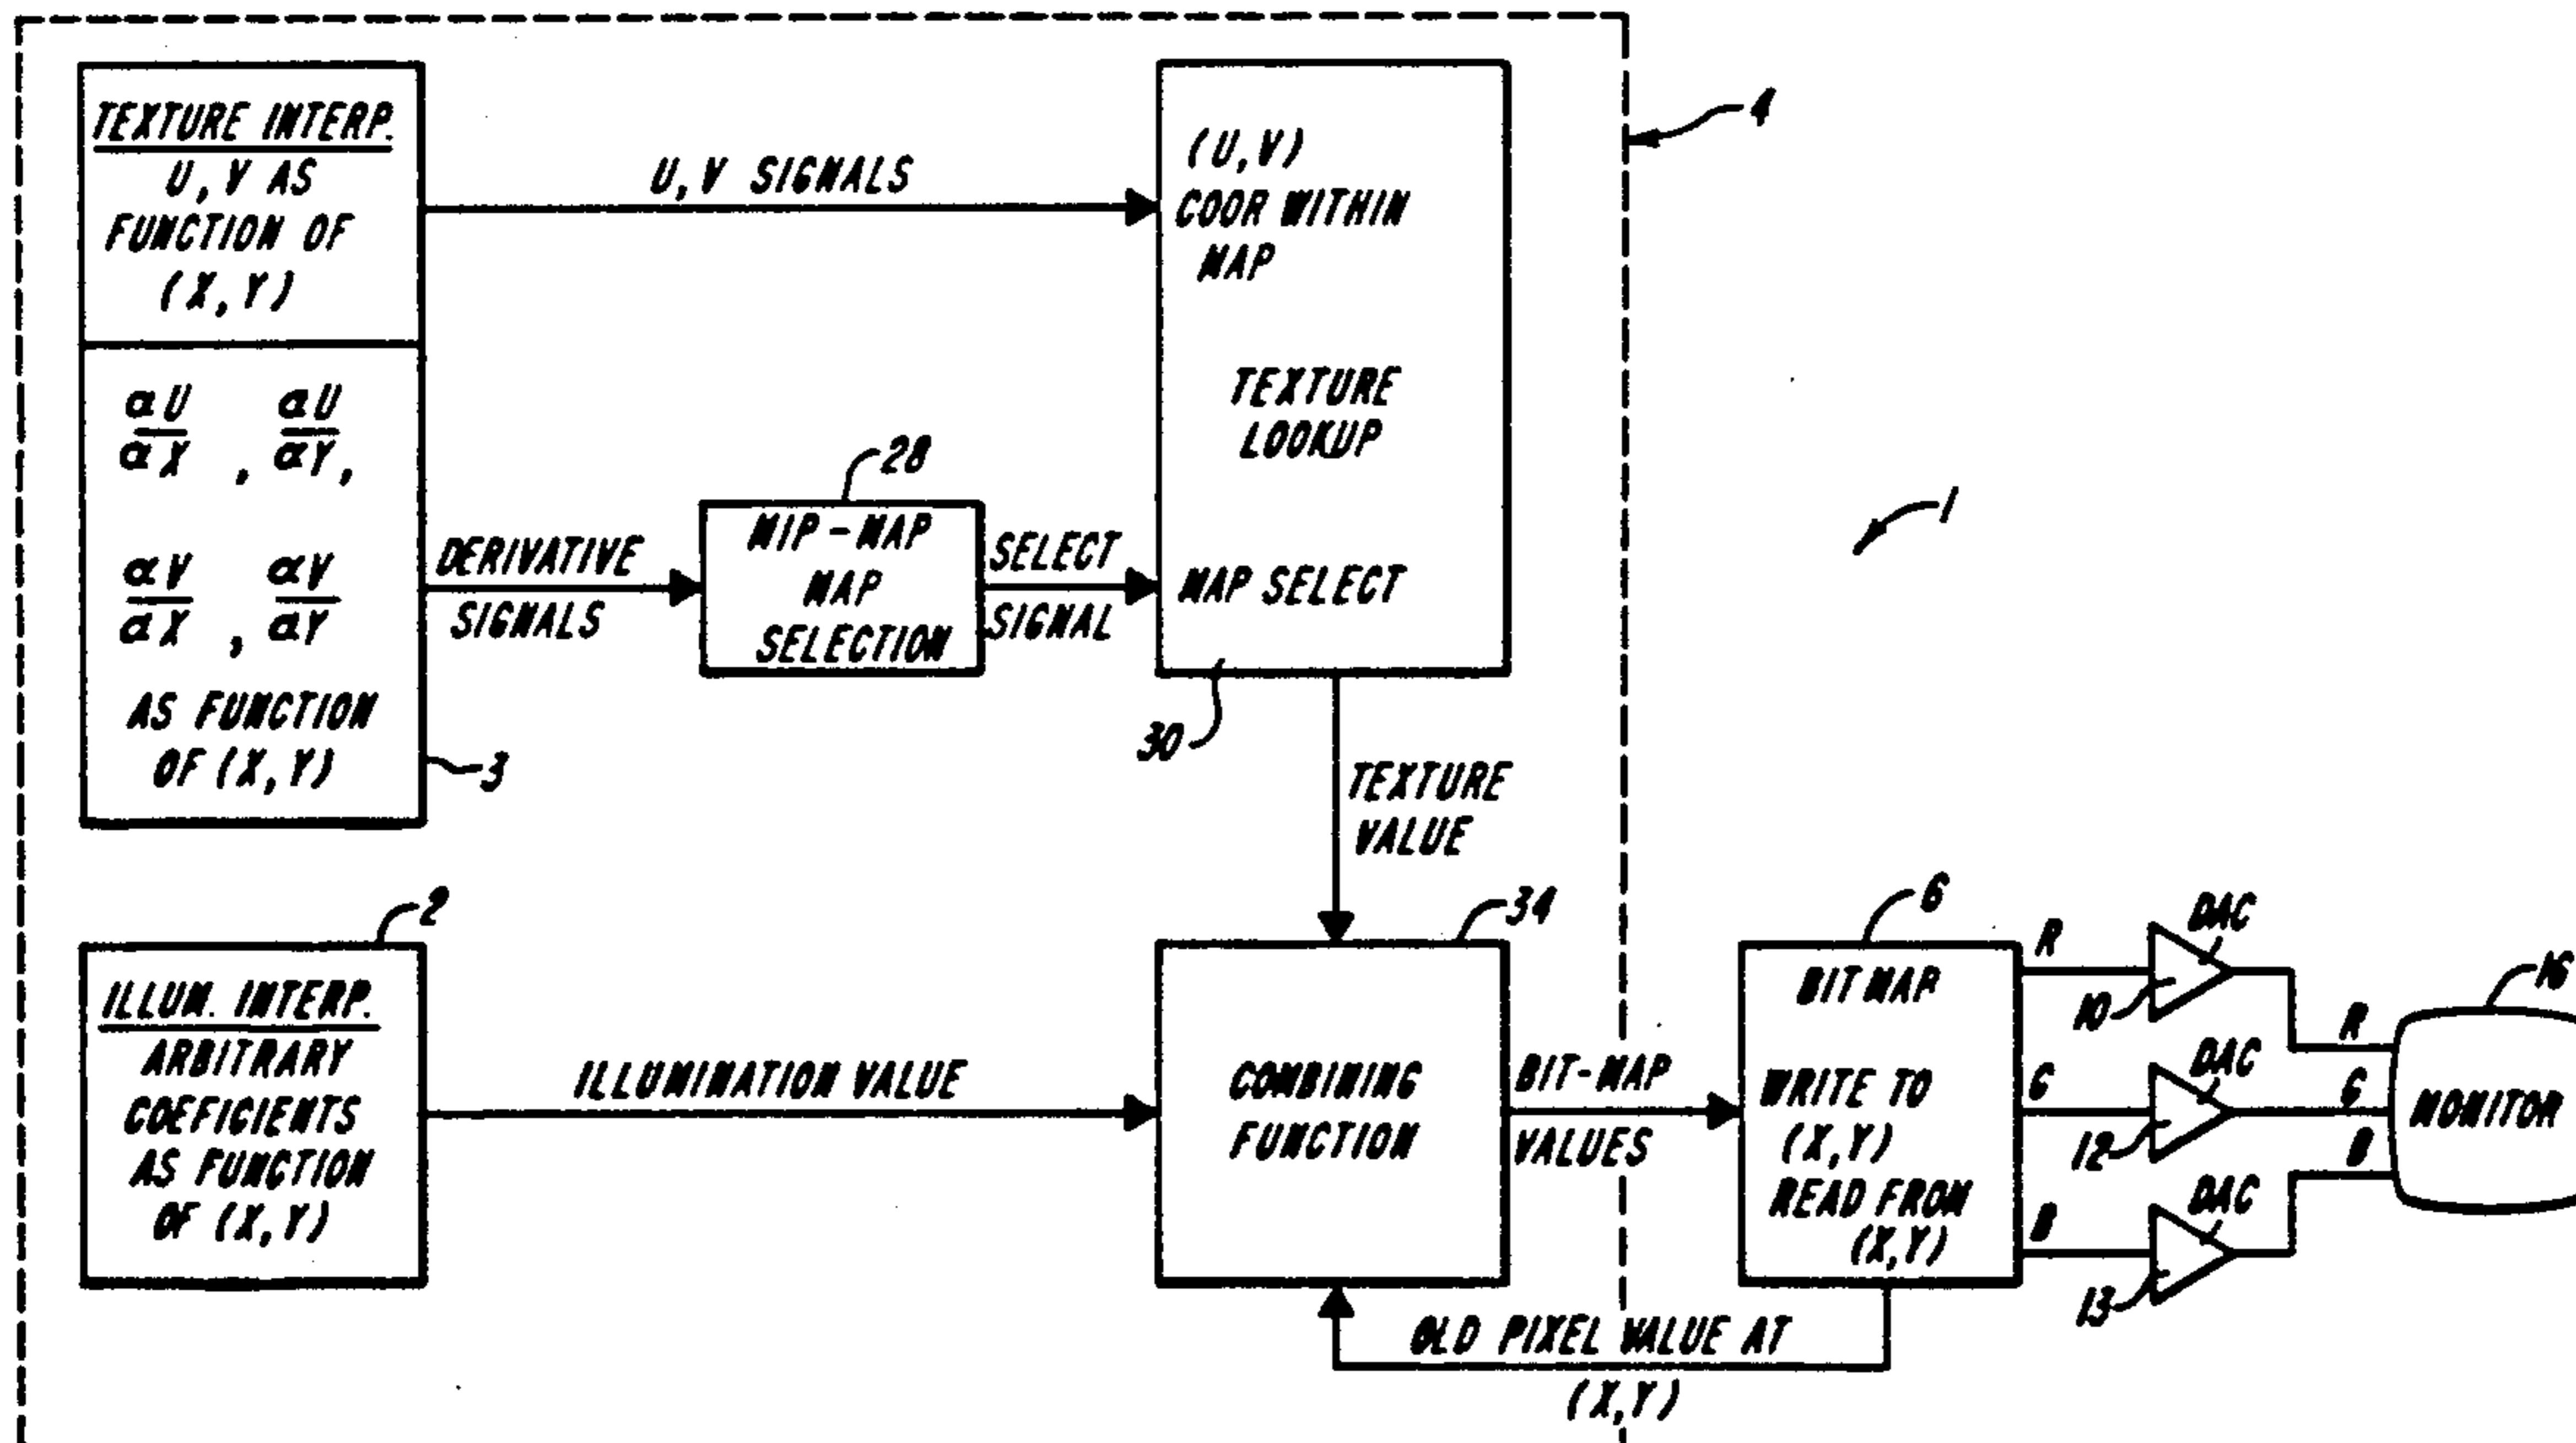 TEXTURE INTERP.
U, V AS
FUNCTION OF
(X, Y)
αU αU
αX , αY,
αV αV
αX , αY
AS FUNCTION
OF (X, Y)
3
U, V SIGNALS
DERIVATIVE
SIGNALS
28
MIP-MAP
MAP
SELECTION
SELECT
SIGNAL
(U,V)
COOR WITHIN
MAP
TEXTURE
LOOKUP
MAP SELECT
30
4
1
TEXTURE
VALUE
2
ILLUM. INTERP.
ARBITRARY
COEFICIENTS
AS FUNCTION
OF (X, Y)
ILLUMINATION VALUE
34
COMBINING
FUNCTION
BIT-MAP
VALUES
6
BITMAP
WRITE TO
(X,Y)
READ FROM
(X,Y)
OLD PIXEL VALUE AT
(X,Y)
R
DAC
10
R
G
DAC
12
G
B
DAC
13
B
16
MONITOR